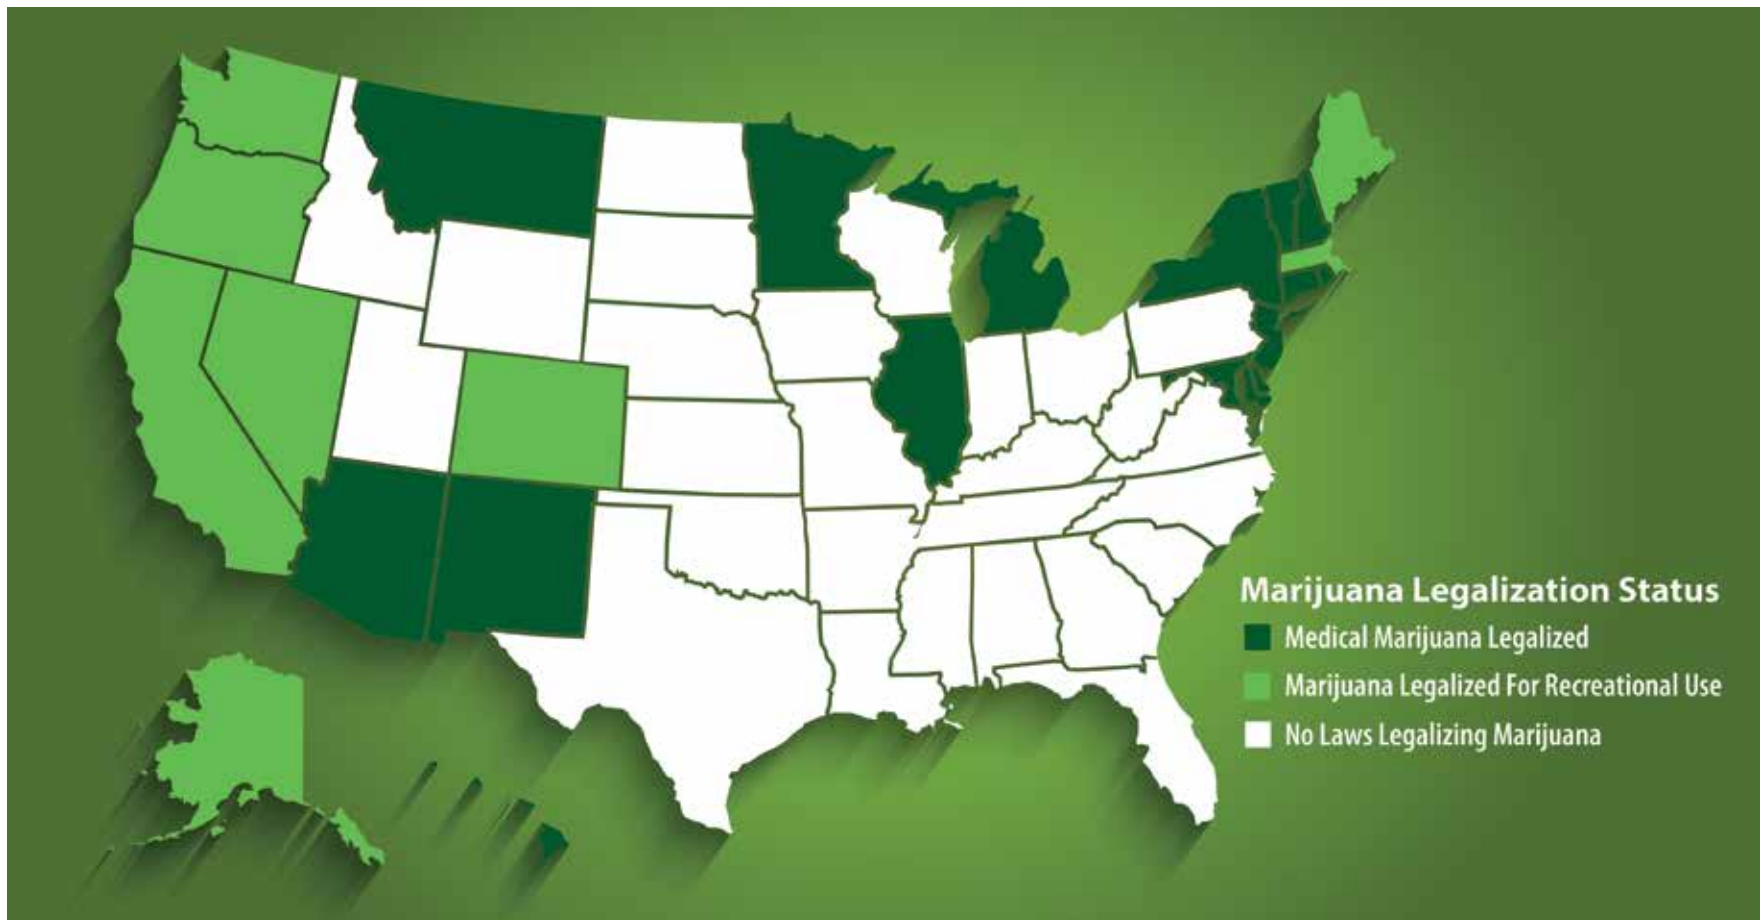 Marijuana Legalization Status
Medical Marijuana Legalized
Marijuana Legalized For Recreational Use
No Laws Legalizing Marijuana